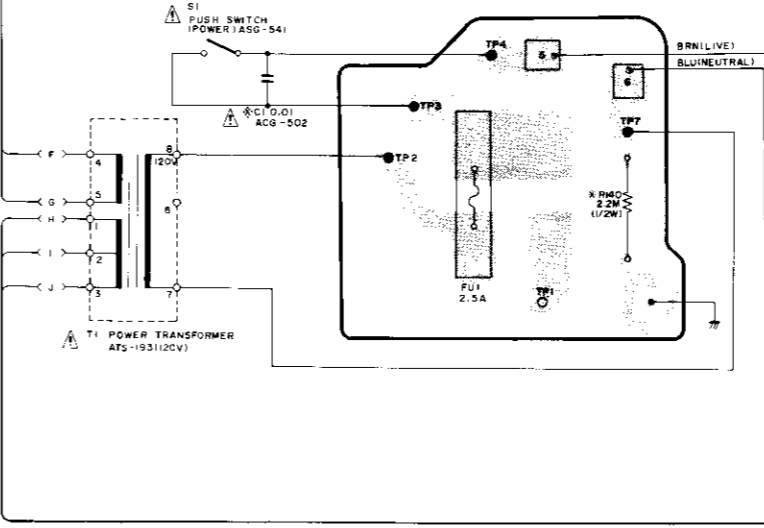 S1
PUSH SWITCH
(POWER) ASG-541
※C1 0.01
ACG-502
TP4
5
BRN(LIVE)
BLU(NEUTRAL)
6
TP3
TP7
TP2
F
4
8
120V
G
5
6
H
1
I
2
J
3
7
※R140
2.2M
(1/2W)
FU1
2.5A
TP1
T1 POWER TRANSFORMER
ATS-193(120V)